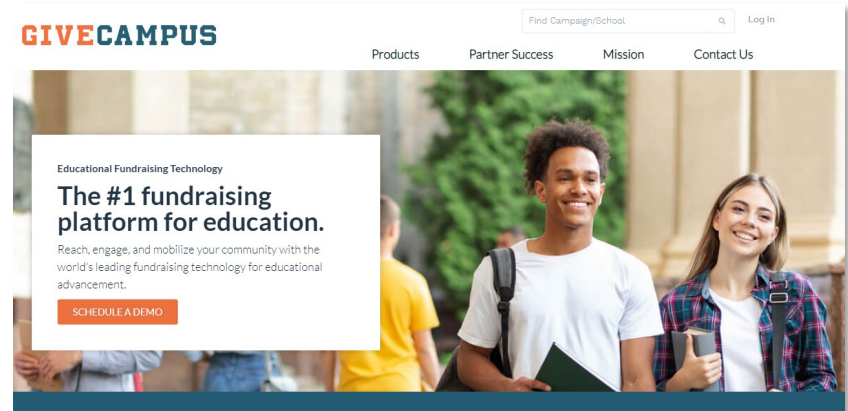 Find Campaign/School
Log In
GIVECAMPUS
Products
Partner Success
Mission
Contact Us
Educational Fundraising Technology
The #1 fundraising
platform for education.
Reach, engage, and mobilize your community with the
world's leading fundraising technology for educational
advancement.
SCHEDULE A DEMO